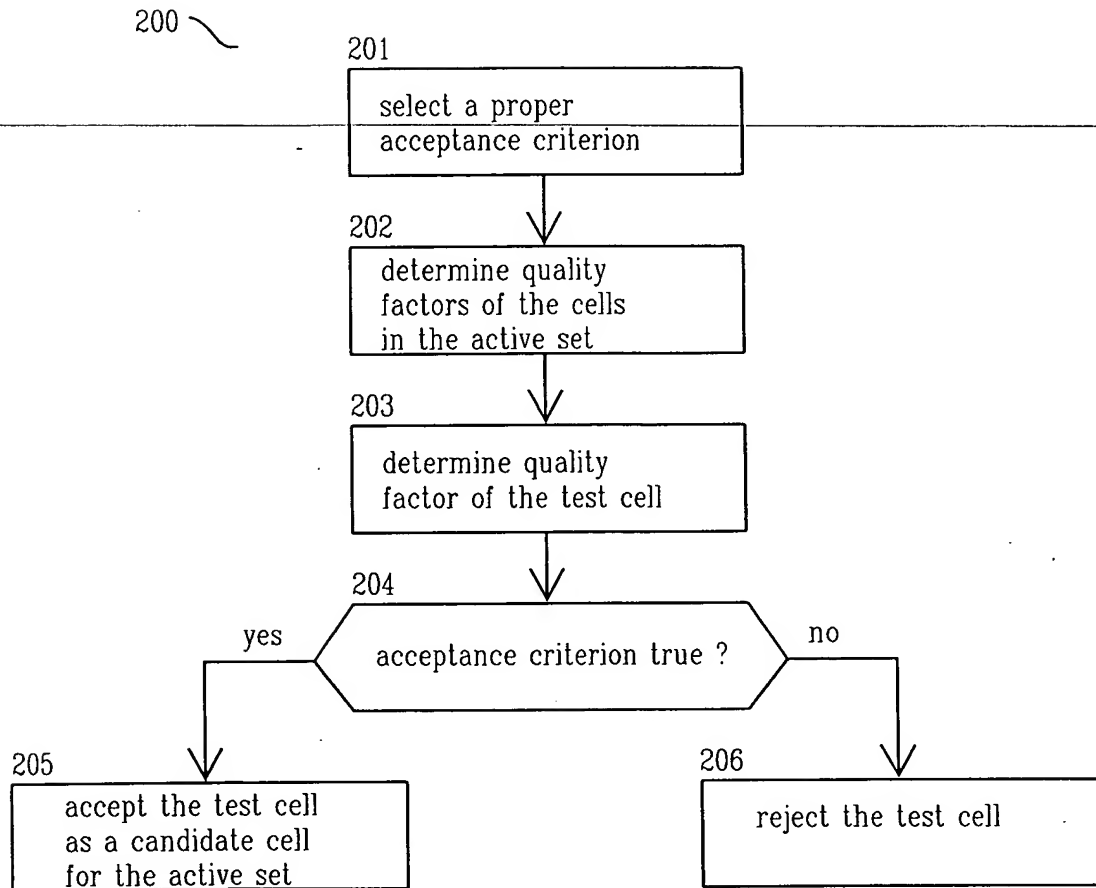 200
201
select a proper
acceptance criterion
202
determine quality
factors of the cells
in the active set
203
determine quality
factor of the test cell
204
yes
acceptance criterion true ?
no
205
accept the test cell
as a candidate cell
for the active set
206
reject the test cell